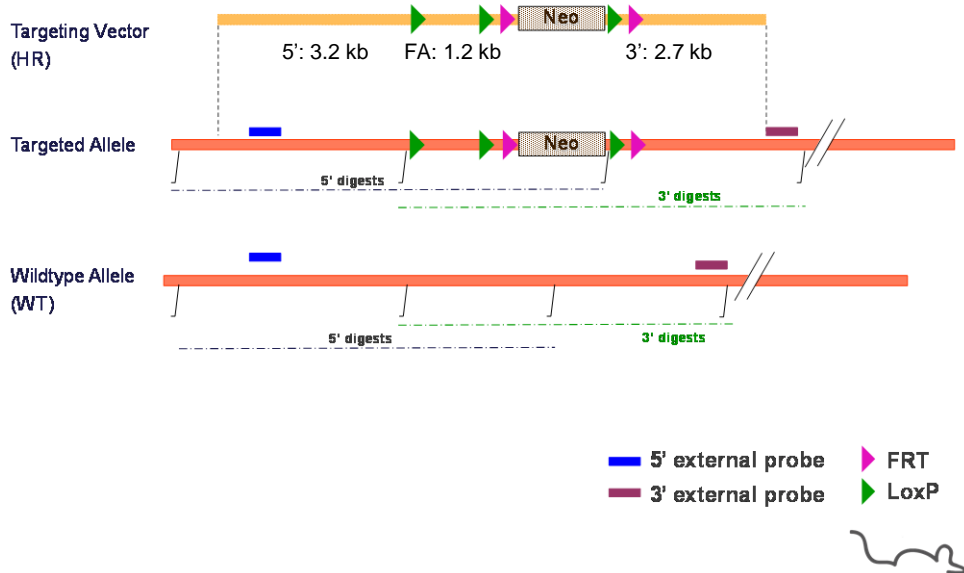 Targeting Vector
(HR)
Neo
5’: 3.2 kb
FA: 1.2 kb
3’: 2.7 kb
Targeted Allele
Neo
5' digests
3' digests
Wildtype Allele
(WT)
5' digests
3' digests
5' external probe
FRT
3' external probe
LoxP